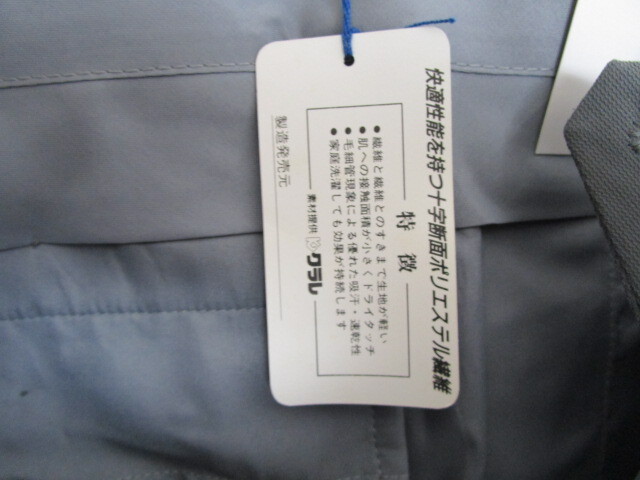 快適性能を持つ十字断面ポリエステル繊維
特徴
●繊維と繊維とのすきまで生地が軽い
●肌への接触面積が小さくドライタッチ
●毛細管現象による優れた吸汗・速乾性
●家庭洗濯しても効果が持続します
素材提供 クラレ
製造発売元